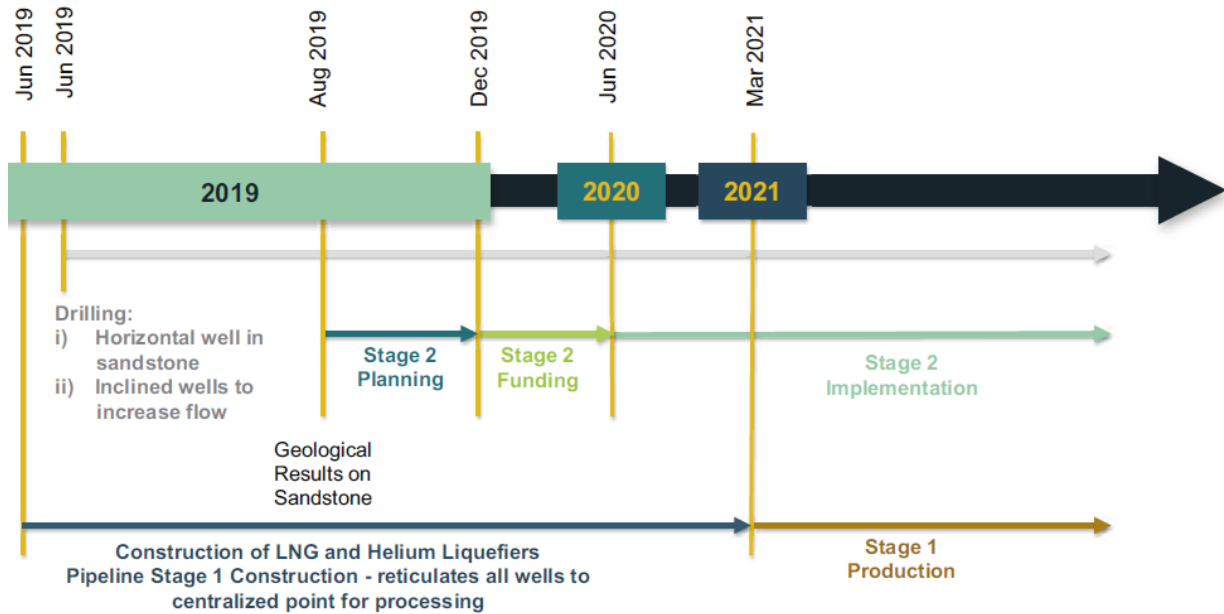 Jun 2019
Jun 2019
Aug 2019
Dec 2019
Jun 2020
Mar 2021
2019
2020
2021
Drilling:
i) Horizontal well in
sandstone
ii) Inclined wells to
increase flow
Stage 2
Planning
Stage 2
Funding
Stage 2
Implementation
Geological
Results on
Sandstone
Construction of LNG and Helium Liquefiers
Pipeline Stage 1 Construction - reticulates all wells to
centralized point for processing
Stage 1
Production